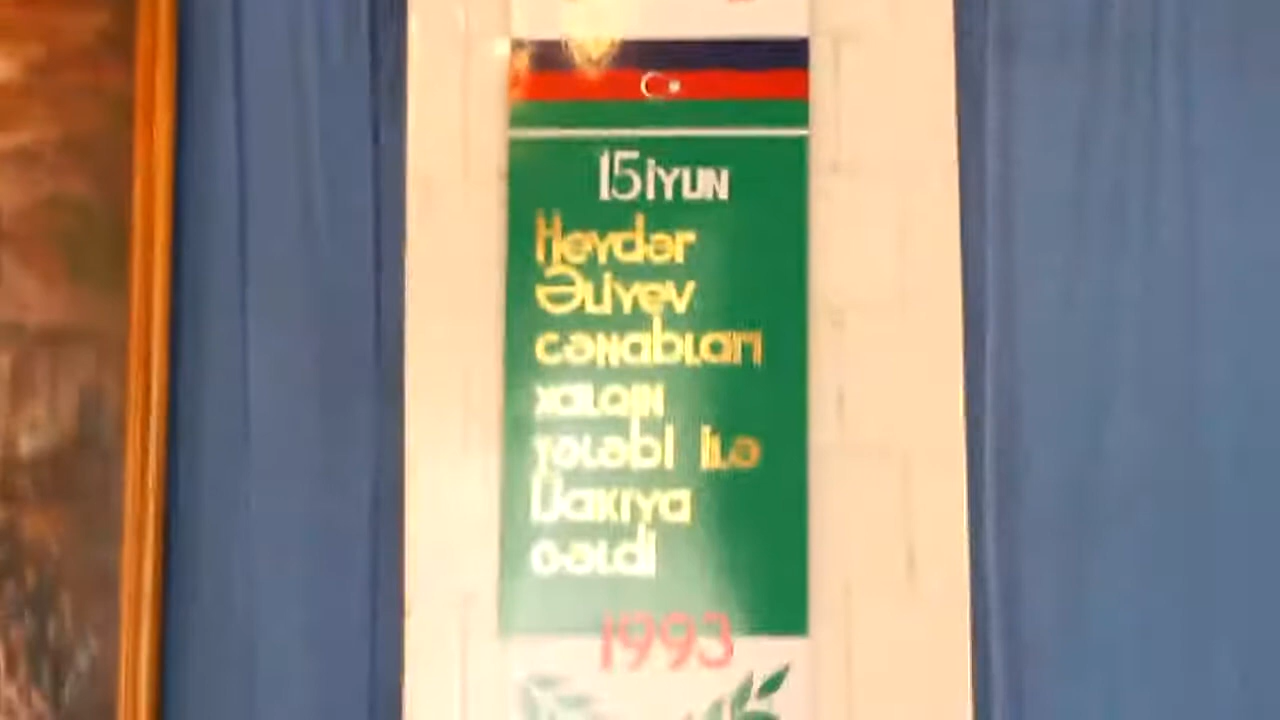 15 İYUN
Heydər
Əliyev
cənabları
xalqın
tələbi ilə
Bakıya
gəldi
1993